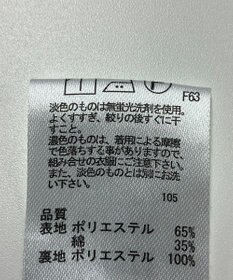 F63
淡色のものは無蛍光洗剤を使用。
よくすすぎ、絞りの後すぐに干
すこと。
濃色のものは、着用による摩擦
で色落ちする事がありますので、
組み合せの衣服にご注意下さい。
また、淡色のものとは別にお洗
い下さい。
105
品質
表地 ポリエステル 65%
綿 35%
裏地 ポリエステル 100%